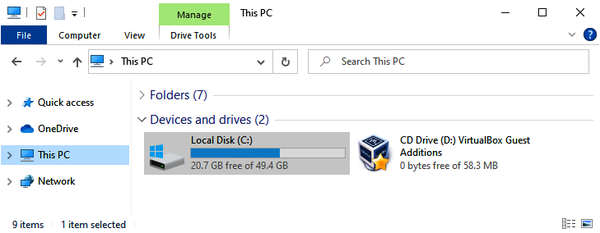 Manage
This PC
File
Computer
View
Drive Tools
This PC
Search This PC
Quick access
OneDrive
This PC
Network
Folders (7)
Devices and drives (2)
Local Disk (C:)
20.7 GB free of 49.4 GB
CD Drive (D:) VirtualBox Guest
Additions
0 bytes free of 58.3 MB
9 items
1 item selected